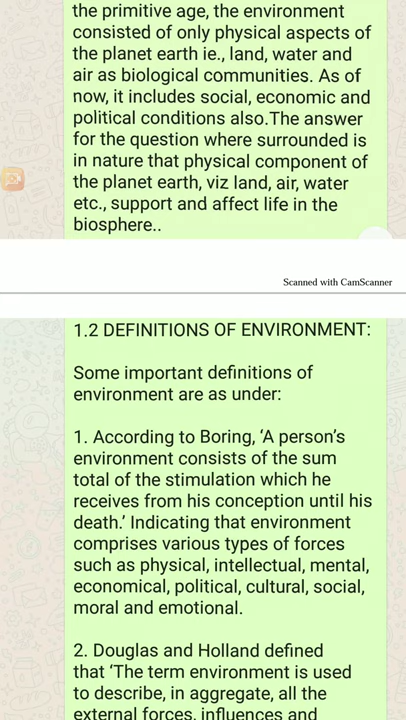 the primitive age, the environment
consisted of only physical aspects of
the planet earth ie., land, water and
air as biological communities. As of
now, it includes social, economic and
political conditions also.The answer
for the question where surrounded is
in nature that physical component of
the planet earth, viz land, air, water
etc., support and affect life in the
biosphere..
Scanned with CamScanner
1.2 DEFINITIONS OF ENVIRONMENT:
Some important definitions of
environment are as under:
1. According to Boring, ‘A person’s
environment consists of the sum
total of the stimulation which he
receives from his conception until his
death.’ Indicating that environment
comprises various types of forces
such as physical, intellectual, mental,
economical, political, cultural, social,
moral and emotional.
2. Douglas and Holland defined
that ‘The term environment is used
to describe, in aggregate, all the
external forces, influences and